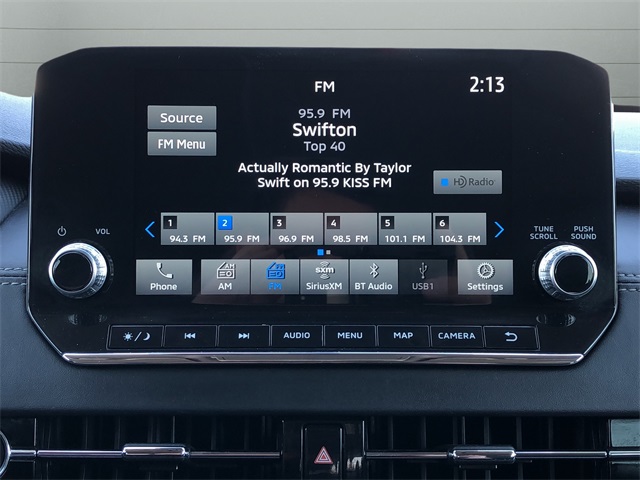 FM
2:13
Source
FM Menu
95.9 FM
Swifton
Top 40
Actually Romantic By Taylor
Swift on 95.9 KISS FM
HD Radio
1
94.3 FM
2
95.9 FM
3
96.9 FM
4
98.5 FM
5
101.1 FM
6
104.3 FM
VOL
TUNE
SCROLL
PUSH
SOUND
Phone
AM
AM
FM
SiriusXM
sxm
BT Audio
USB1
Settings
AUDIO
MENU
MAP
CAMERA